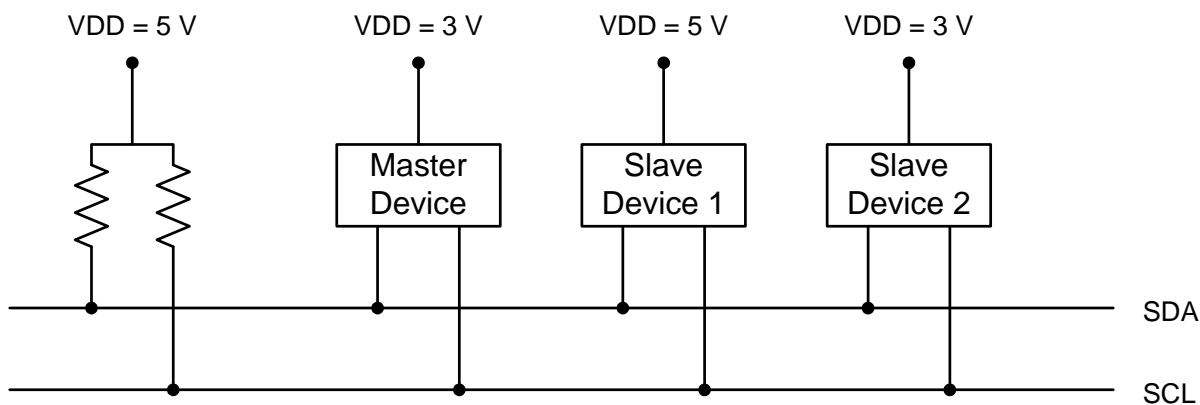 VDD = 5 V
VDD = 3 V
VDD = 5 V
VDD = 3 V
Master
Device
Slave
Device 1
Slave
Device 2
SDA
SCL